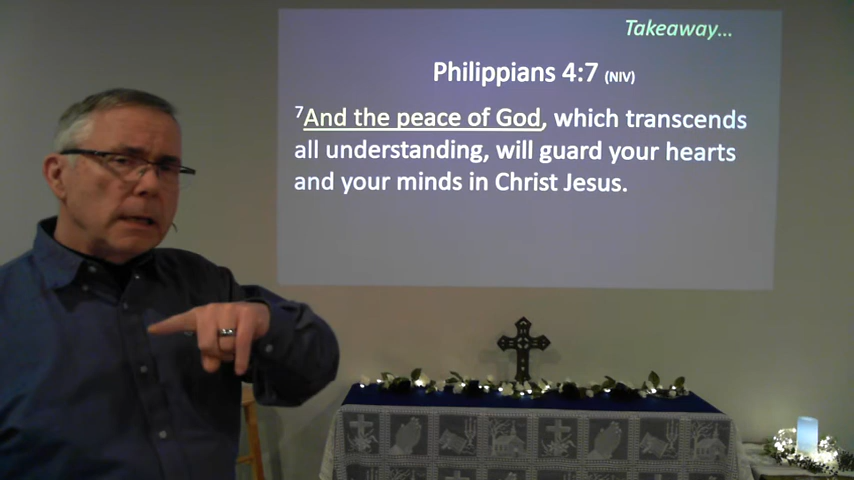 Takeaway...
Philippians 4:7 (NIV)
7And the peace of God, which transcends
all understanding, will guard your hearts
and your minds in Christ Jesus.